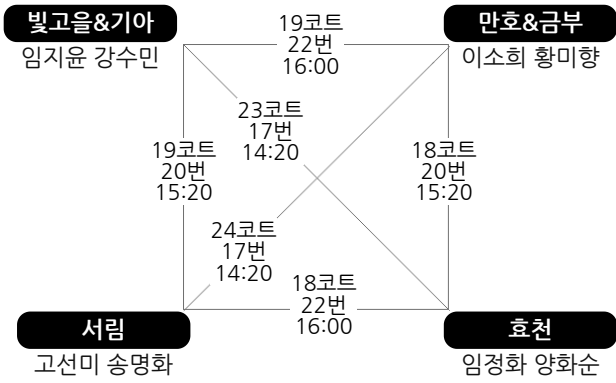 빛고을&기아
임지윤 강수민
만호&금부
이소희 황미향
19코트
22번
16:00
23코트
17번
14:20
19코트
20번
15:20
18코트
20번
15:20
24코트
17번
14:20
18코트
22번
16:00
서림
고선미 송명화
효천
임정화 양화순